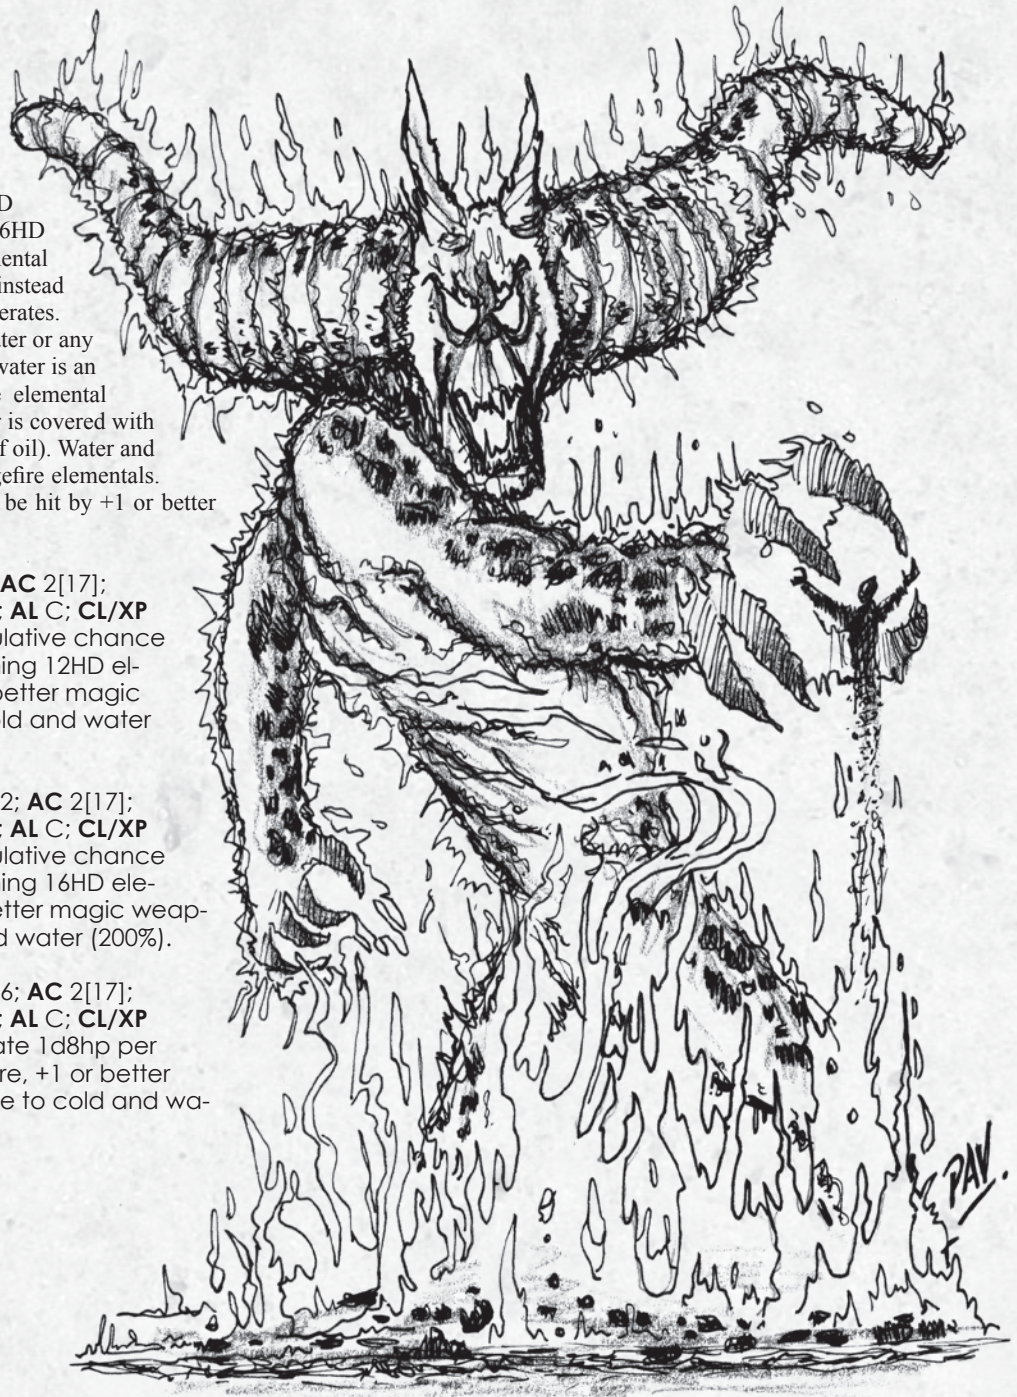 D
6HD
ental
instead
erates.
ter or any
water is an
elemental
is covered with
f oil). Water and
gefire elementals.
be hit by +1 or better
AC 2[17];
; AL C; CL/XP
ulative chance
ning 12HD el-
better magic
old and water
2; AC 2[17];
; AL C; CL/XP
ulative chance
ning 16HD ele-
etter magic weap-
d water (200%).
6; AC 2[17];
; AL C; CL/XP
ate 1d8hp per
re, +1 or better
e to cold and wa-
PAV.